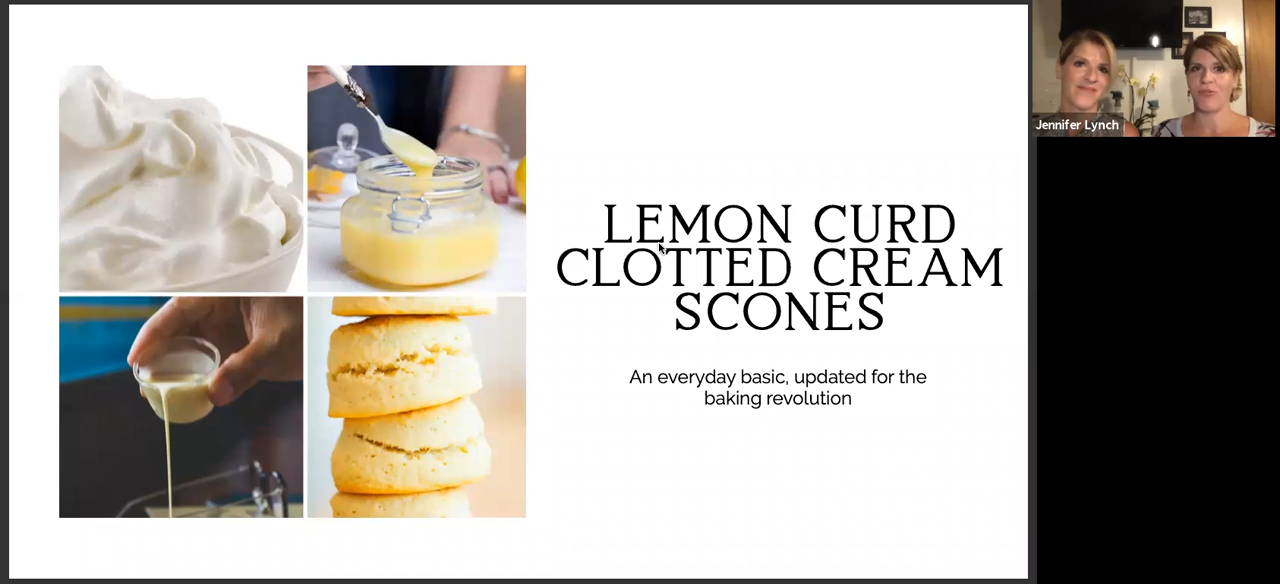 LEMON CURD
CLOTTED CREAM
SCONES
An everyday basic, updated for the
baking revolution
Jennifer Lynch